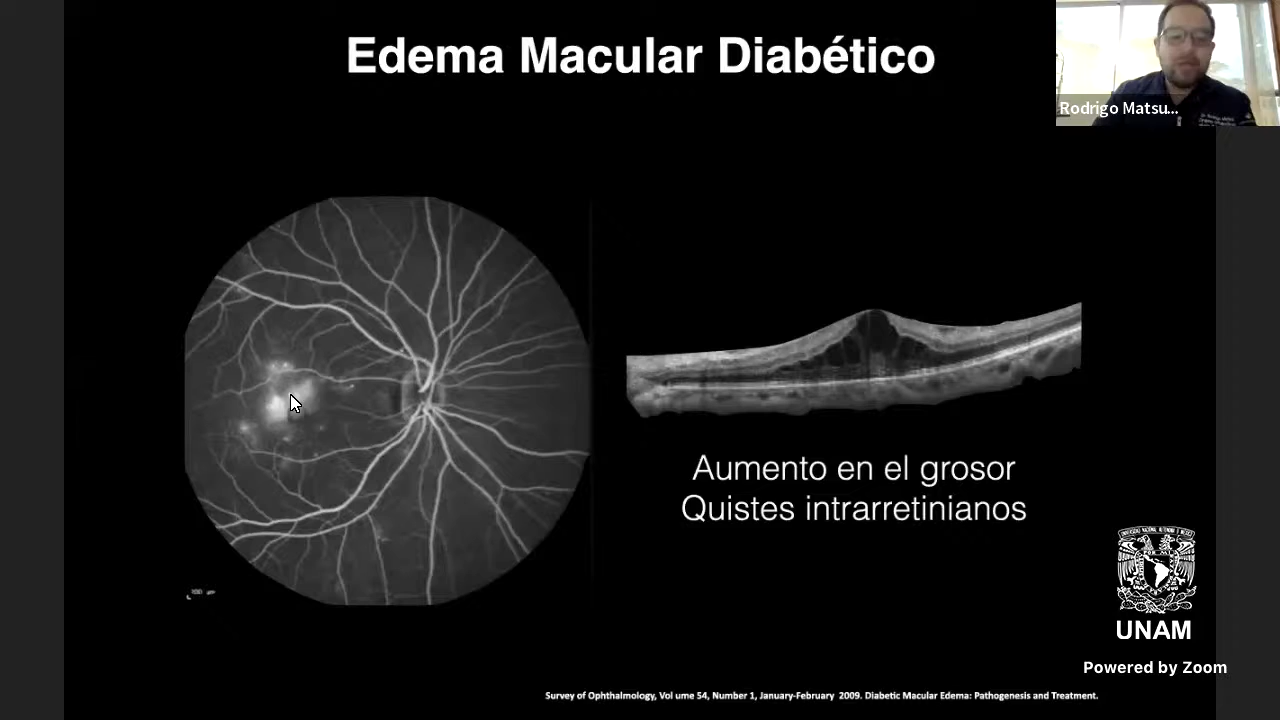 Edema Macular Diabético
Rodrigo Matsu...
Aumento en el grosor
Quistes intrarretinianos
UNAM
Powered by Zoom
Survey of Ophthalmology, Vol ume 54, Number 1, January-February 2009. Diabetic Macular Edema: Pathogenesis and Treatment.